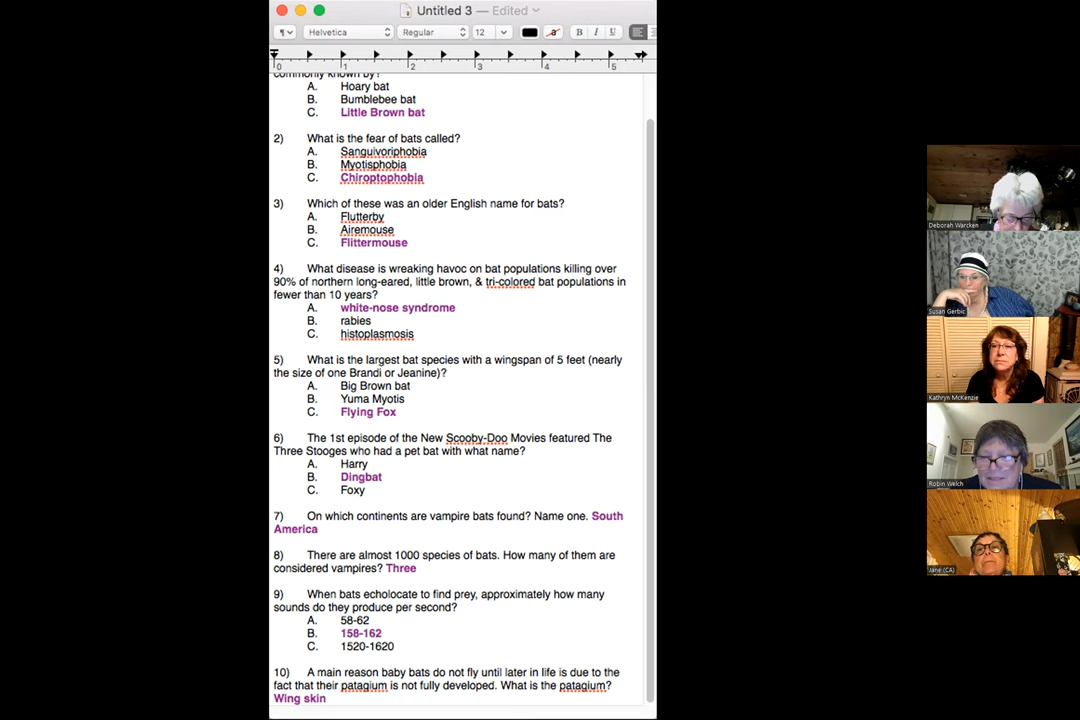 Untitled 3 — Edited
¶ Helvetica Regular 12 a B I U
0 1 2 3 4 5
commonly known by?
A. Hoary bat
B. Bumblebee bat
C. Little Brown bat
2) What is the fear of bats called?
A. Sanguivoriphobia
B. Myotisphobia
C. Chiroptophobia
3) Which of these was an older English name for bats?
A. Flutterby
B. Airemouse
C. Flittermouse
4) What disease is wreaking havoc on bat populations killing over
90% of northern long-eared, little brown, & tri-colored bat populations in
fewer than 10 years?
A. white-nose syndrome
B. rabies
C. histoplasmosis
5) What is the largest bat species with a wingspan of 5 feet (nearly
the size of one Brandi or Jeanine)?
A. Big Brown bat
B. Yuma Myotis
C. Flying Fox
6) The 1st episode of the New Scooby-Doo Movies featured The
Three Stooges who had a pet bat with what name?
A. Harry
B. Dingbat
C. Foxy
7) On which continents are vampire bats found? Name one. South
America
8) There are almost 1000 species of bats. How many of them are
considered vampires? Three
9) When bats echolocate to find prey, approximately how many
sounds do they produce per second?
A. 58-62
B. 158-162
C. 1520-1620
10) A main reason baby bats do not fly until later in life is due to the
fact that their patagium is not fully developed. What is the patagium?
Wing skin
Deborah Warcken
Susan Gerbic
Kathryn McKenzie
Robin Welch
Jane (CA)